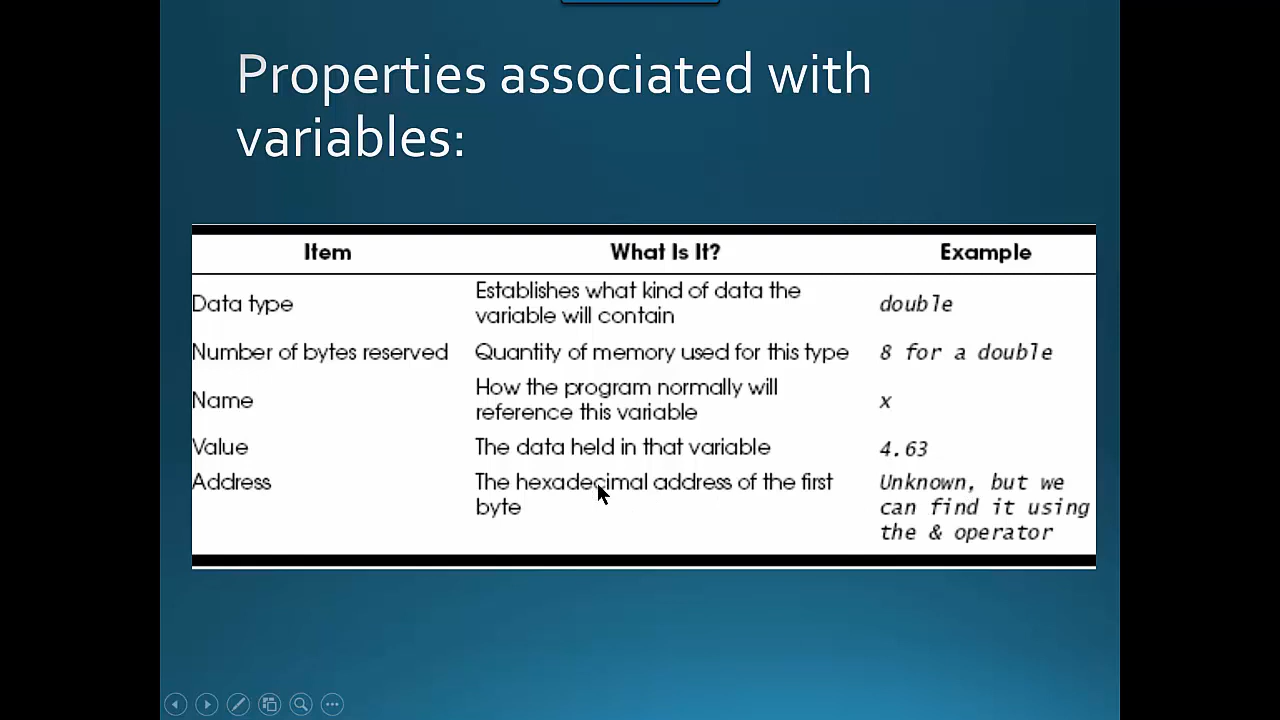 Properties associated with
variables:
Item What Is It? Example
Data type Establishes what kind of data the
variable will contain double
Number of bytes reserved Quantity of memory used for this type 8 for a double
Name How the program normally will
reference this variable x
Value The data held in that variable 4.63
Address The hexadecimal address of the first Unknown, but we
byte can find it using
the & operator